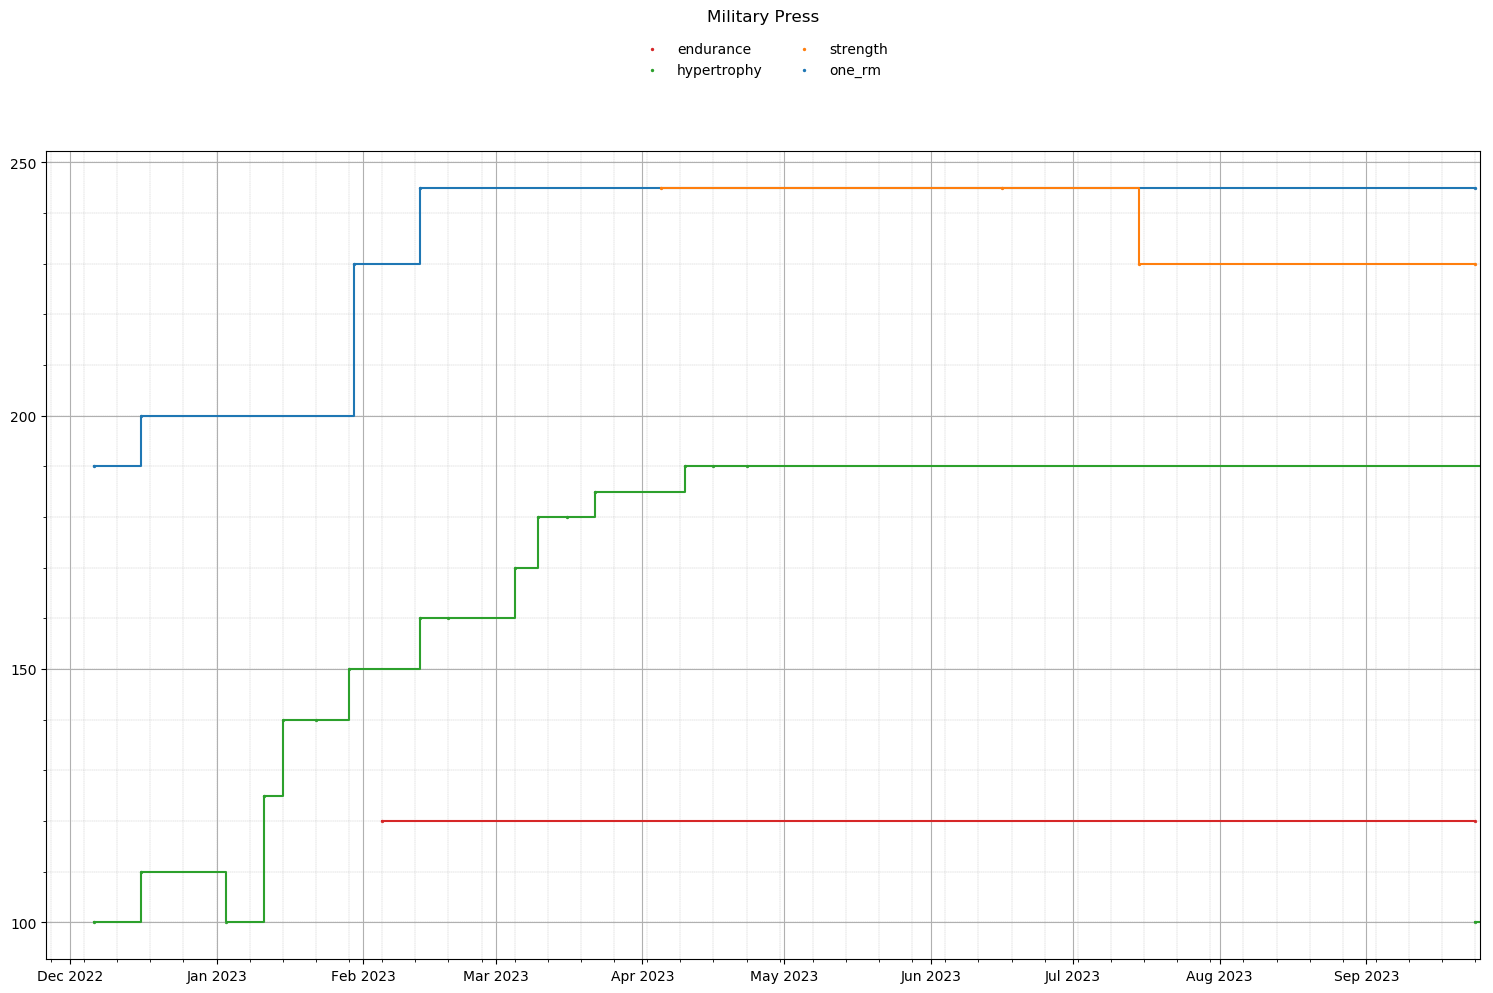 Military Press
endurance strength
hypertrophy one_rm
250
200
150
100
Dec 2022 Jan 2023 Feb 2023 Mar 2023 Apr 2023 May 2023 Jun 2023 Jul 2023 Aug 2023 Sep 2023